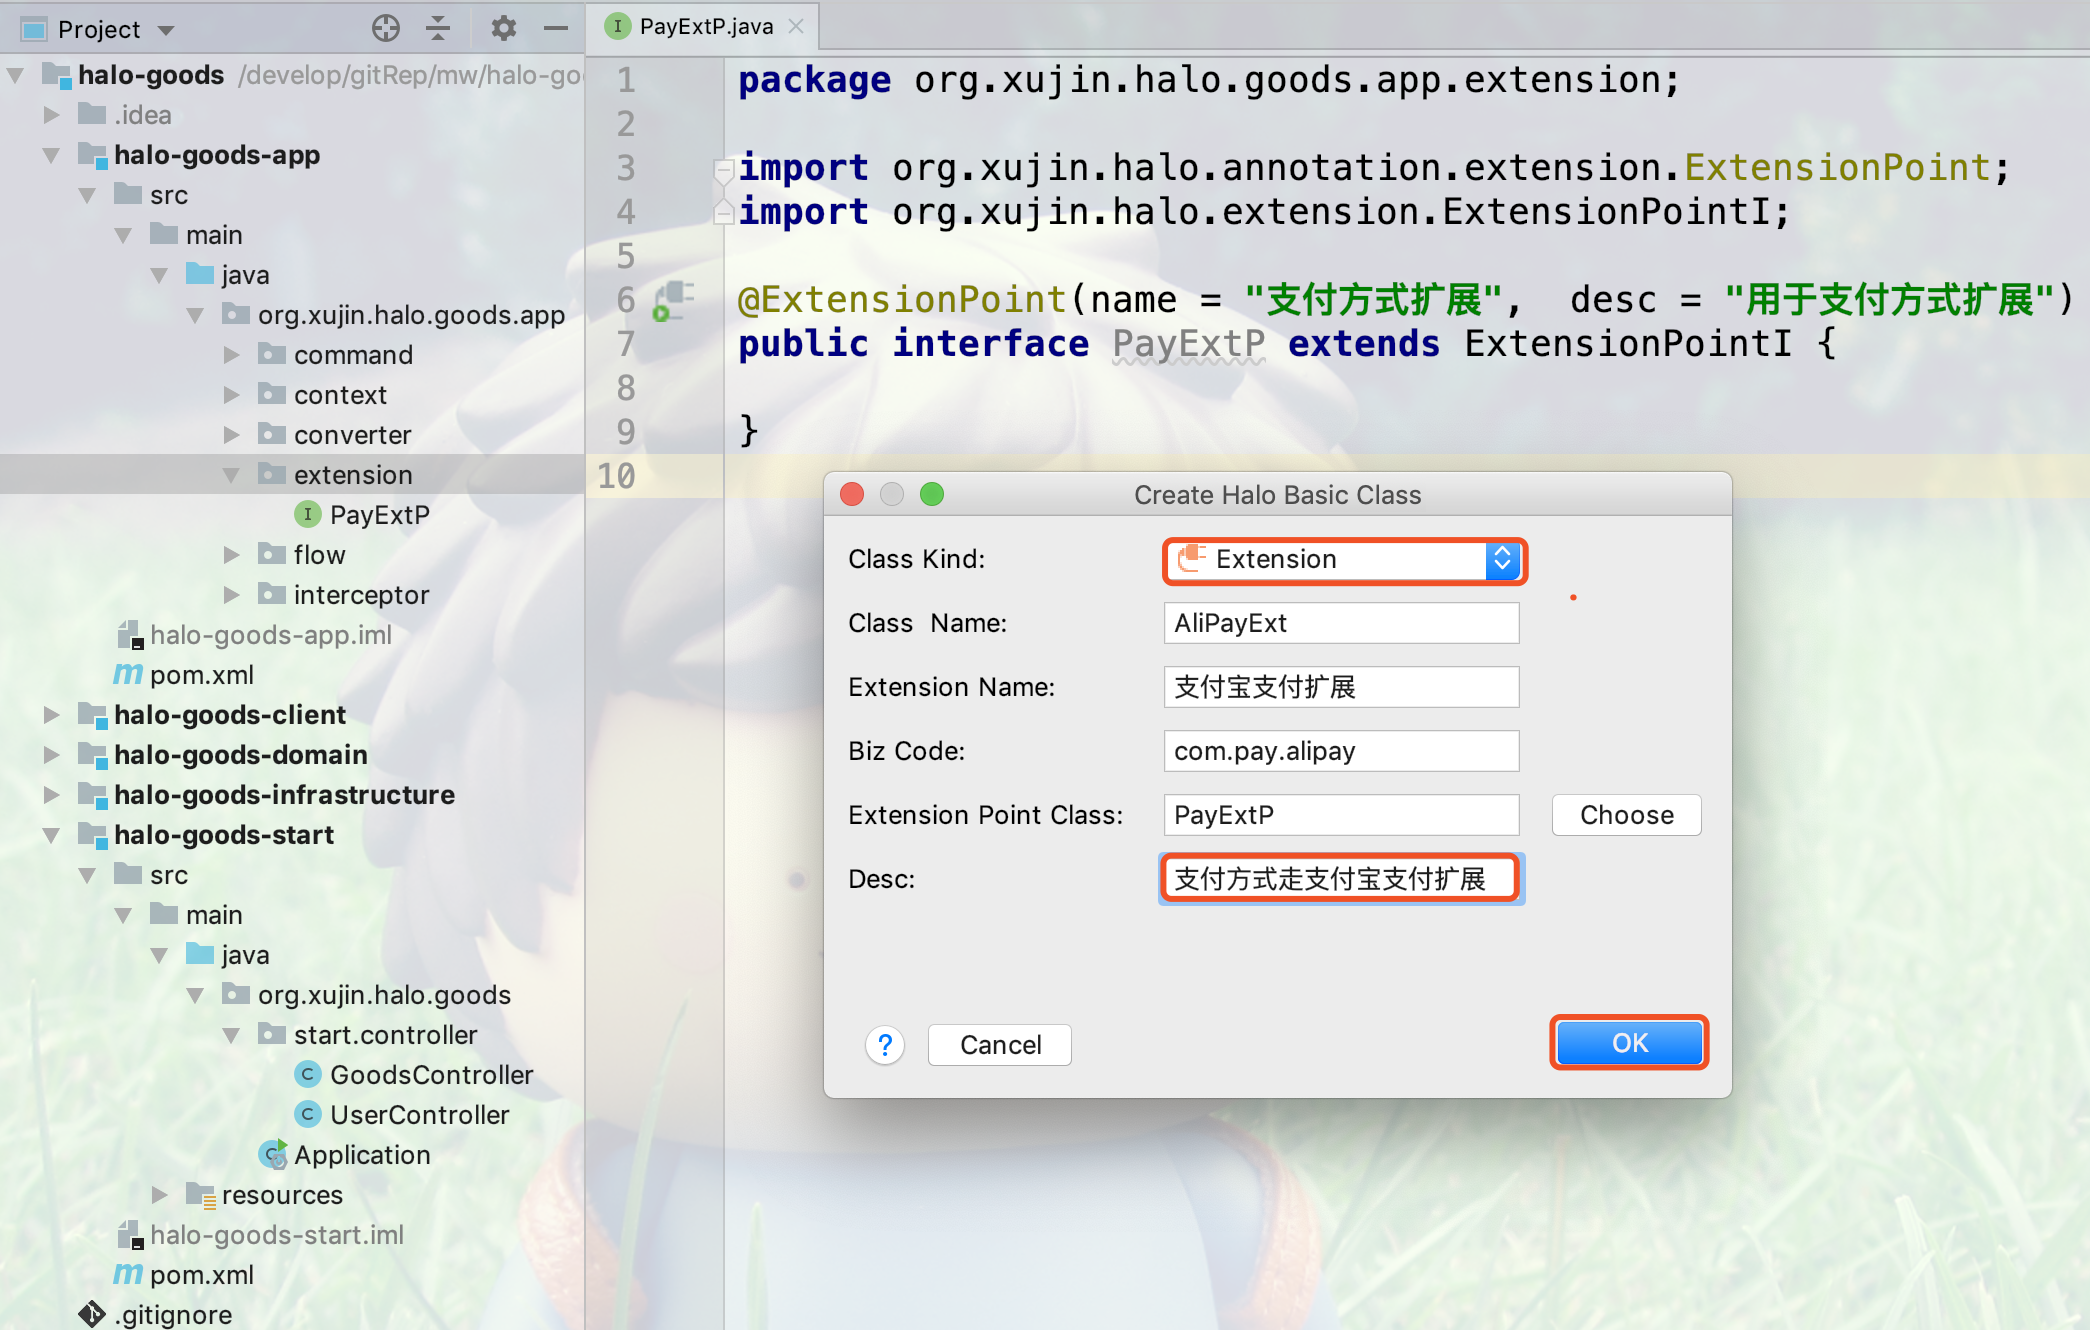 Project
halo-goods /develop/gitRep/mw/halo-go
.idea
halo-goods-app
src
main
java
org.xujin.halo.goods.app
command
context
converter
extension
I PayExtP
flow
interceptor
halo-goods-app.iml
m pom.xml
halo-goods-client
halo-goods-domain
halo-goods-infrastructure
halo-goods-start
src
main
java
org.xujin.halo.goods
start.controller
C GoodsController
C UserController
C Application
resources
halo-goods-start.iml
m pom.xml
.gitignore
I PayExtP.java
1 package org.xujin.halo.goods.app.extension;
2
3 import org.xujin.halo.annotation.extension.ExtensionPoint;
4 import org.xujin.halo.extension.ExtensionPointI;
5
6 @ExtensionPoint(name = "支付方式扩展", desc = "用于支付方式扩展")
7 public interface PayExtP extends ExtensionPointI {
8
9 }
10
Create Halo Basic Class
Class Kind: Extension
Class Name: AliPayExt
Extension Name: 支付宝支付扩展
Biz Code: com.pay.alipay
Extension Point Class: PayExtP Choose
Desc: 支付方式走支付宝支付扩展
? Cancel OK